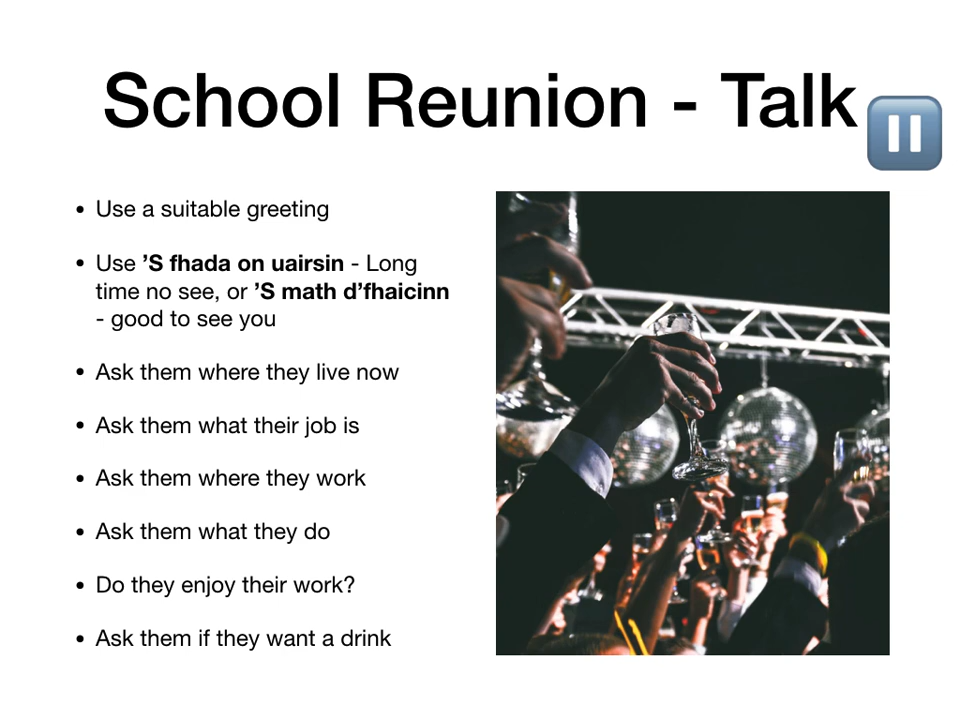 School Reunion - Talk
• Use a suitable greeting
• Use ’S fhada on uairsin - Long
time no see, or ’S math d’fhaicinn
- good to see you
• Ask them where they live now
• Ask them what their job is
• Ask them where they work
• Ask them what they do
• Do they enjoy their work?
• Ask them if they want a drink